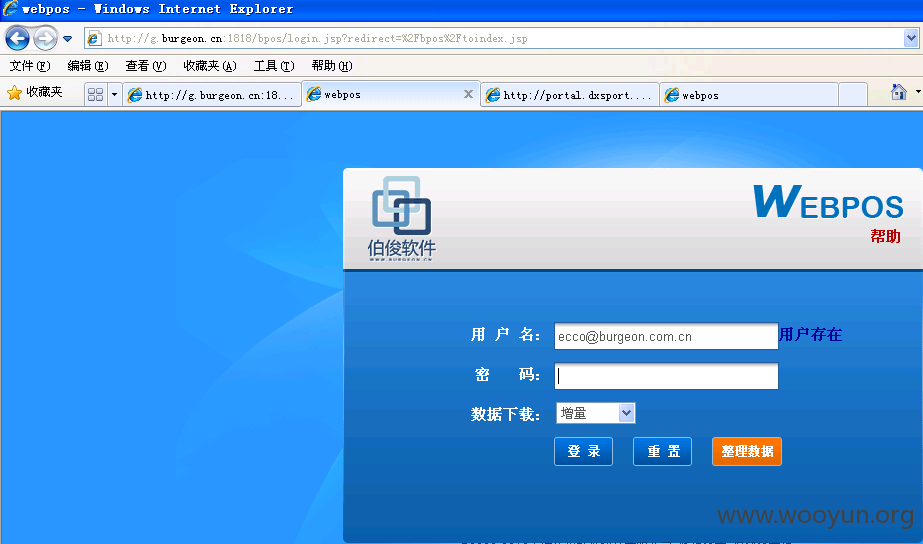 webpos - Windows Internet Explorer
http://g.burgeon.cn:1818/bpos/login.jsp?redirect=%2Fbpos%2Ftoindex.jsp
文件(F) 编辑(E) 查看(V) 收藏夹(A) 工具(T) 帮助(H)
收藏夹 http://g.burgeon.cn:18... webpos http://portal.dxsport.... webpos
WEBPOS
帮助
伯俊软件
WWW.BURGEON.CN
用 户 名: ecco@burgeon.com.cn 用户存在
密 码:
数据下载: 增量
登 录 重 置 整理数据
www.wooyun.org